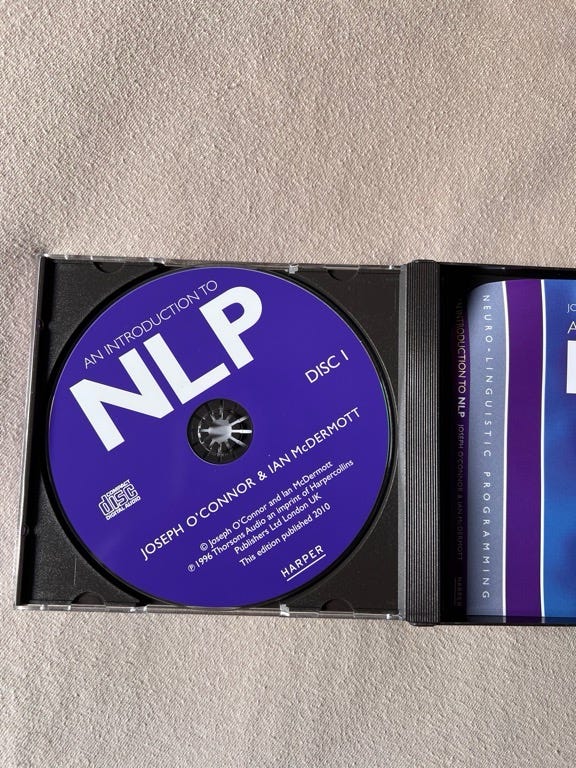 AN INTRODUCTION TO
NLP
DISC 1
COMPACT
disc
DIGITAL AUDIO
JOSEPH O'CONNOR & IAN McDERMOTT
© Joseph O'Connor and Ian McDermott
℗ 1996 Thorsons Audio an Imprint of Harpercollins
Publishers Ltd London UK
This edition published 2010
HARPER
AN INTRODUCTION TO NLP JOSEPH O'CONNOR & IAN McDERMOTT HARPER
NEURO-LINGUISTIC PROGRAMMING